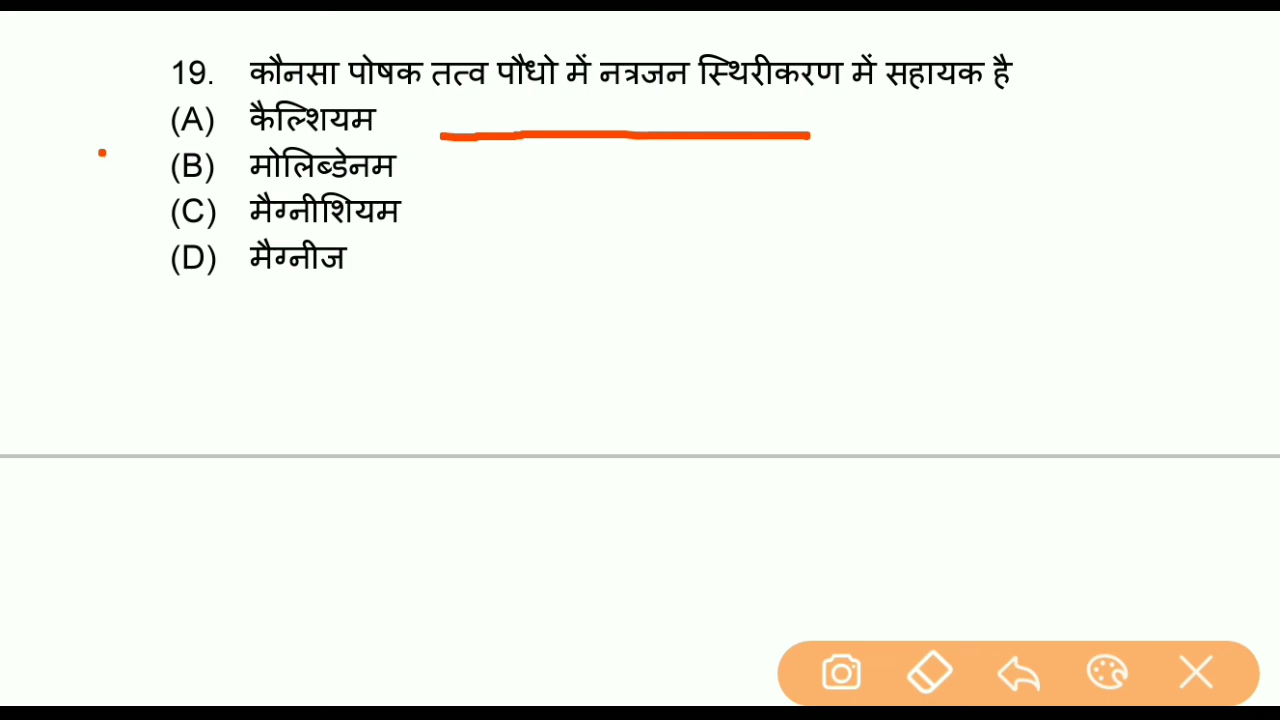 19. कौनसा पोषक तत्व पौधो में नत्रजन स्थिरीकरण में सहायक है
(A) कैल्शियम
(B) मोलिब्डेनम
(C) मैग्नीशियम
(D) मैग्नीज